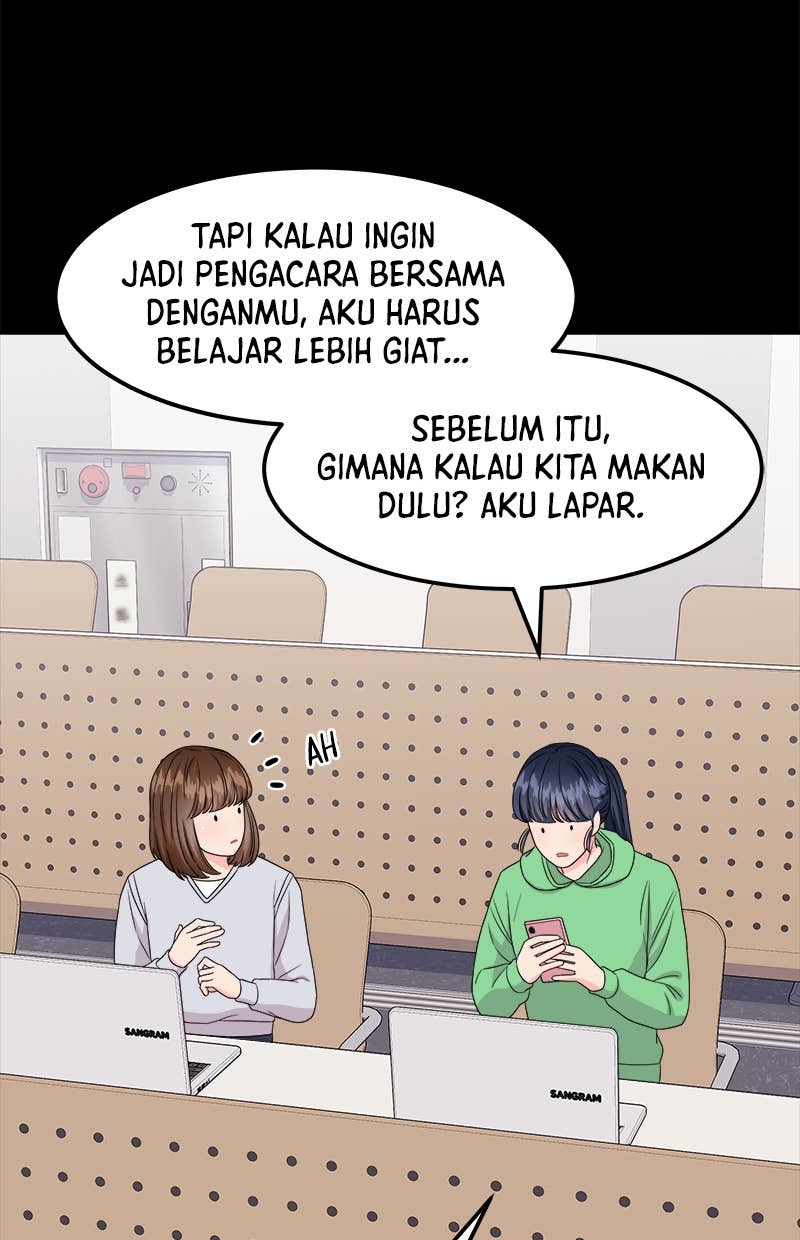 TAPI KALAU INGIN
JADI PENGACARA BERSAMA
DENGANMU, AKU HARUS
BELAJAR LEBIH GIAT...
SEBELUM ITU,
GIMANA KALAU KITA MAKAN
DULU? AKU LAPAR.
AH
SANGRAM
SANGRAM